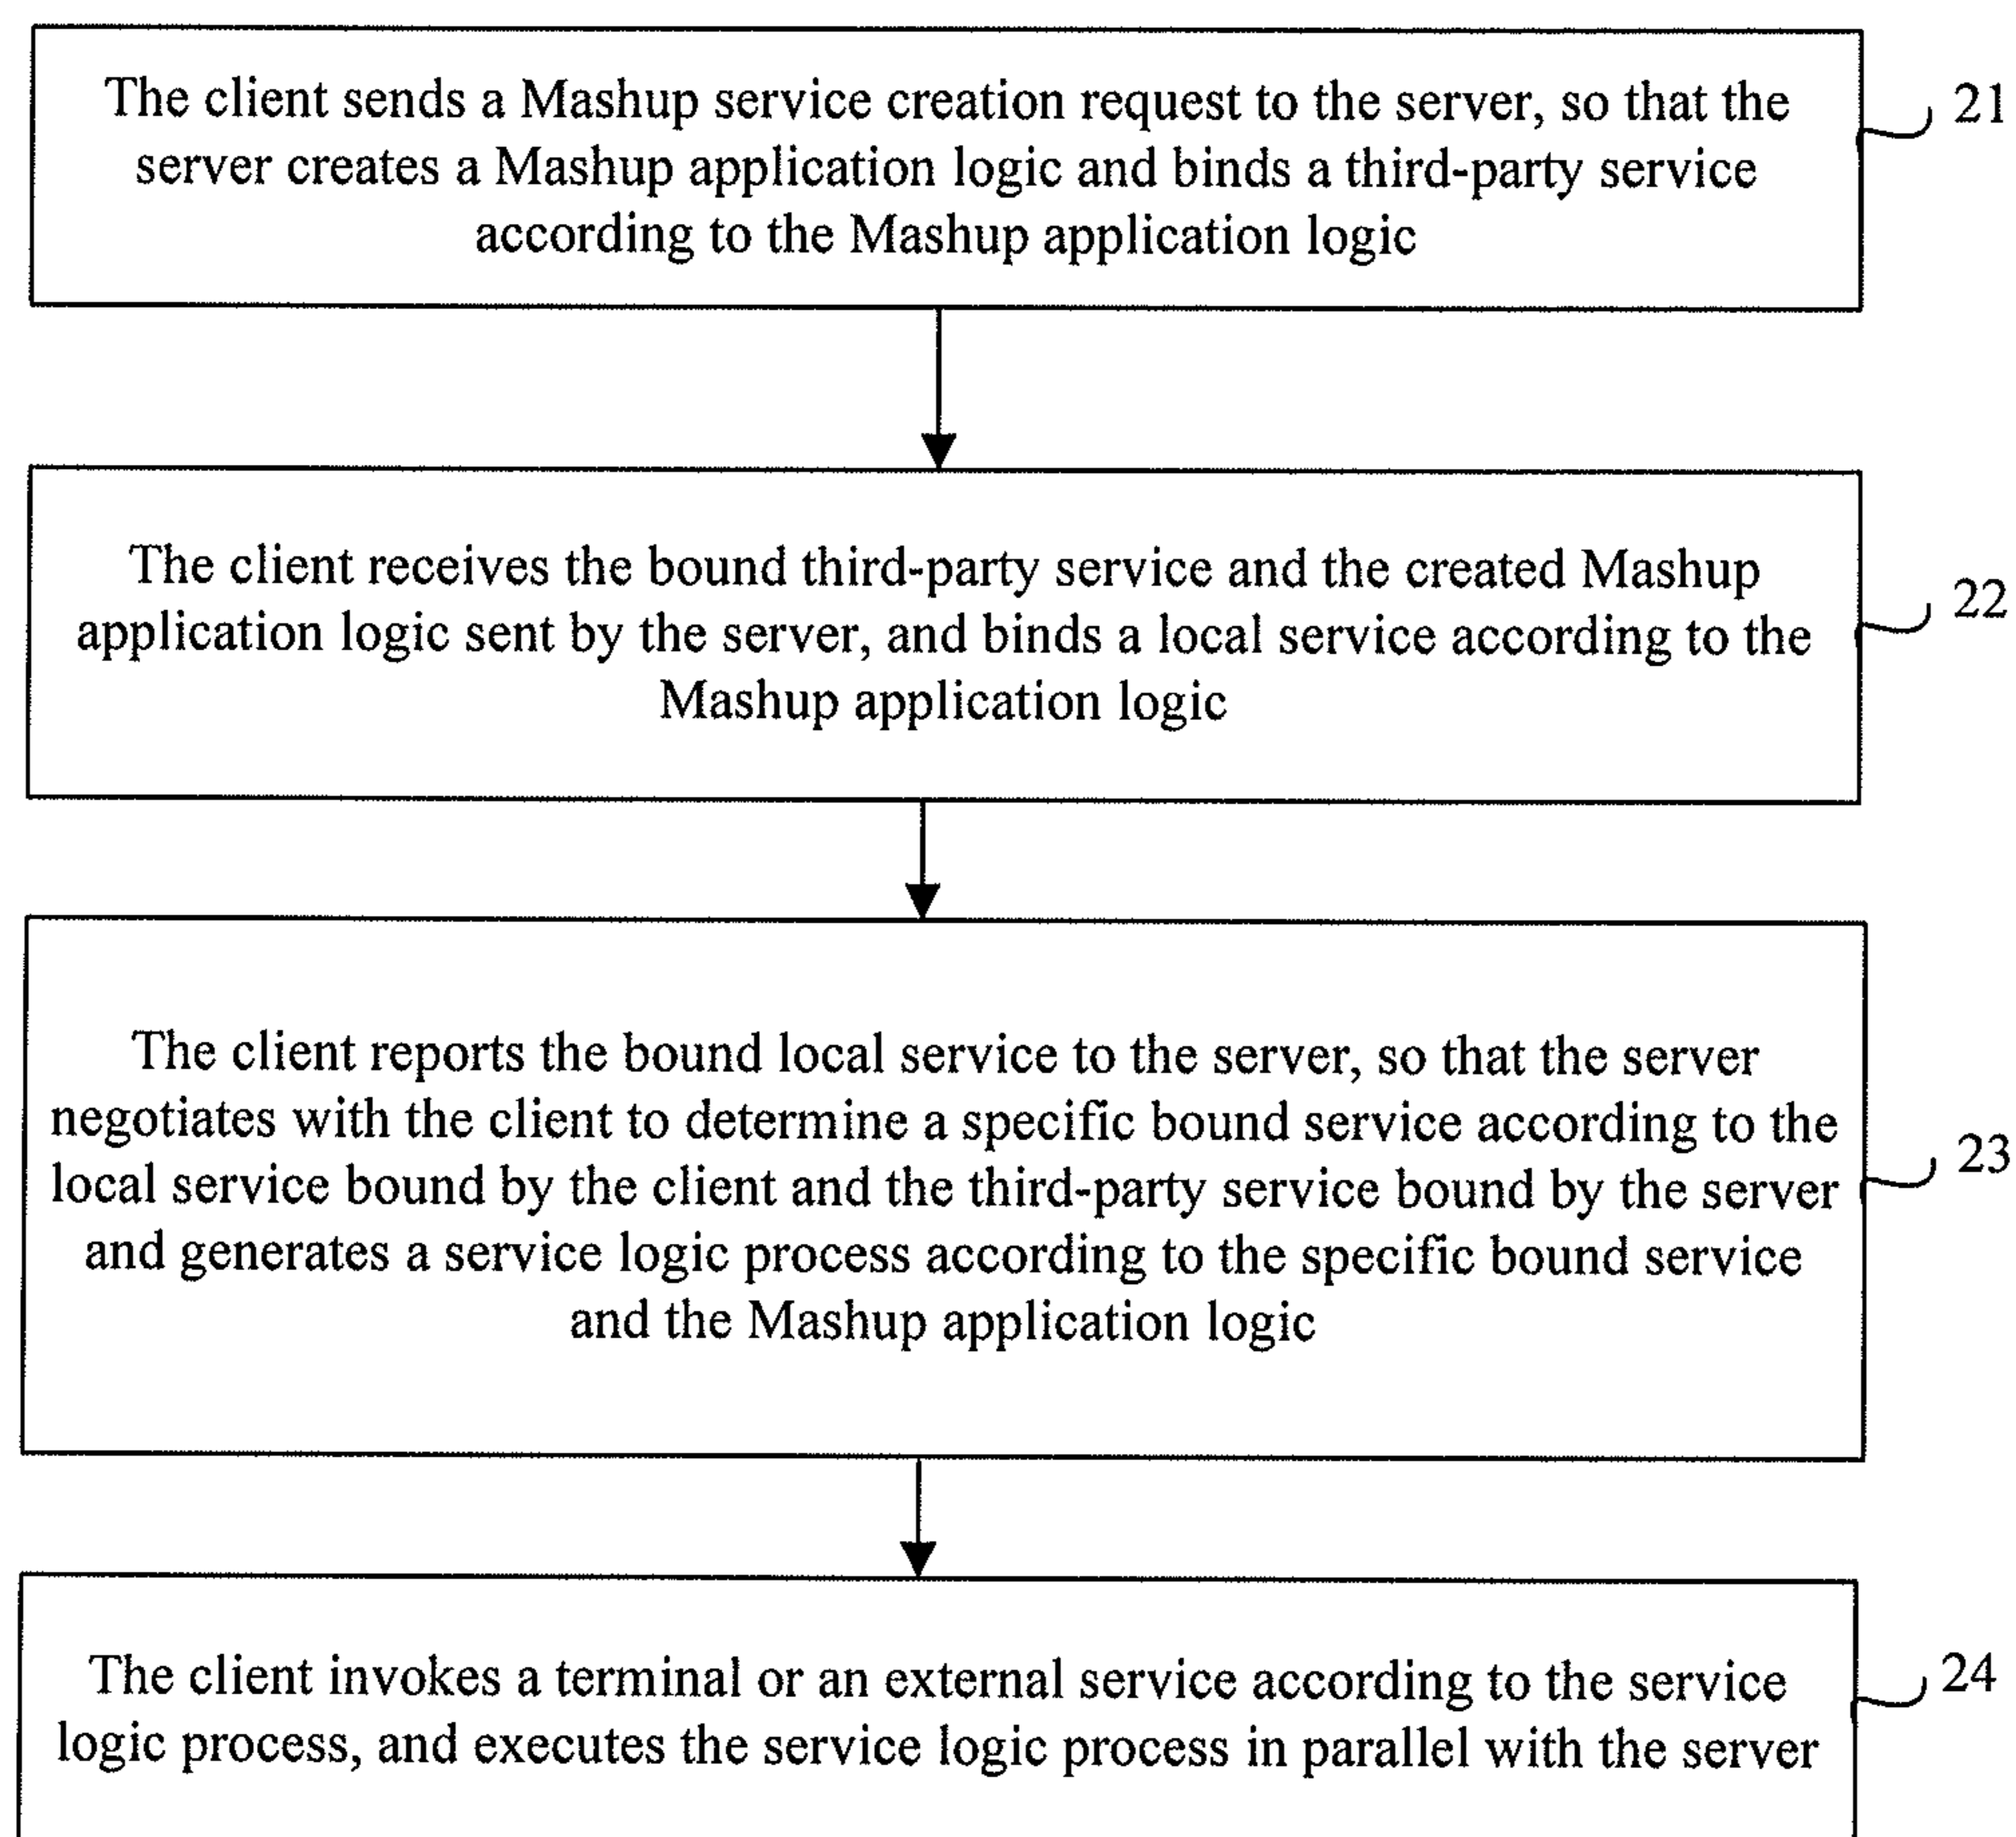 The client sends a Mashup service creation request to the server, so that the
server creates a Mashup application logic and binds a third-party service
according to the Mashup application logic
21
The client receives the bound third-party service and the created Mashup
application logic sent by the server, and binds a local service according to the
Mashup application logic
22
The client reports the bound local service to the server, so that the server
negotiates with the client to determine a specific bound service according to the
local service bound by the client and the third-party service bound by the server
and generates a service logic process according to the specific bound service
and the Mashup application logic
23
The client invokes a terminal or an external service according to the service
logic process, and executes the service logic process in parallel with the server
24